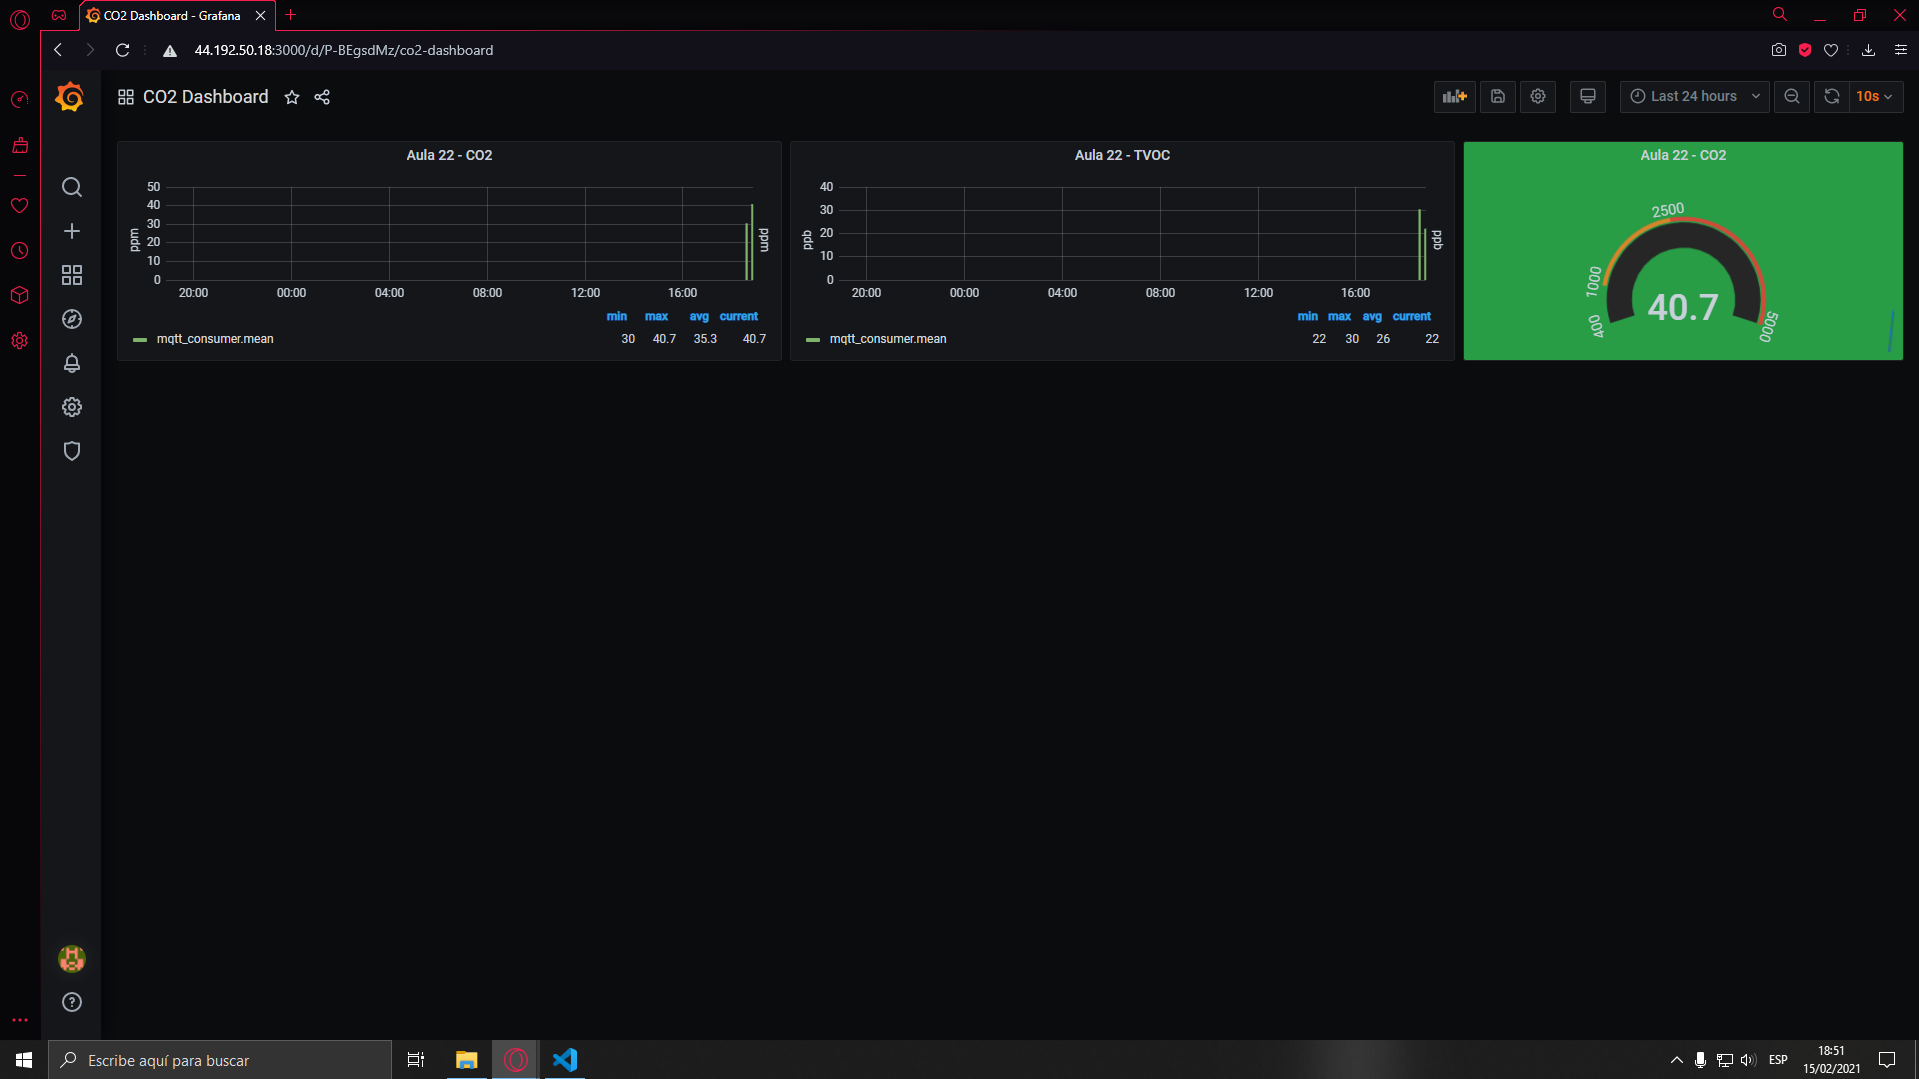 CO2 Dashboard - Grafana
44.192.50.18:3000/d/P-BEgsdMz/co2-dashboard
CO2 Dashboard
Last 24 hours
10s
Aula 22 - CO2
50
40
30
20
10
0
ppm
ppm
20:00 00:00 04:00 08:00 12:00 16:00
min max avg current
mqtt_consumer.mean 30 40.7 35.3 40.7
Aula 22 - TVOC
40
30
20
10
0
ppb
ppb
20:00 00:00 04:00 08:00 12:00 16:00
min max avg current
mqtt_consumer.mean 22 30 26 22
Aula 22 - CO2
400
1000
2500
5000
40.7
Escribe aquí para buscar
ESP
18:51
15/02/2021